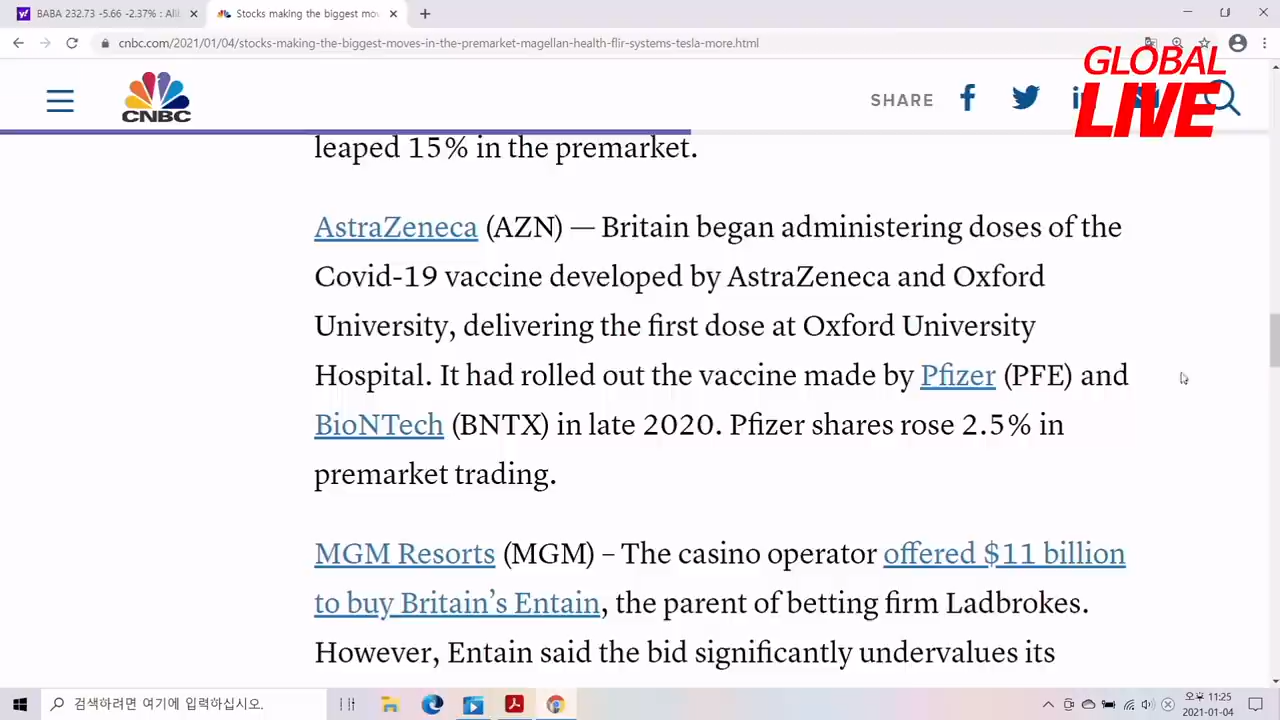 BABA 232.73 -5.66 -2.37% : Ali
Stocks making the biggest mov
cnbc.com/2021/01/04/stocks-making-the-biggest-moves-in-the-premarket-magellan-health-flir-systems-tesla-more.html
CNBC
SHARE
GLOBAL
LIVE
leaped 15% in the premarket.
AstraZeneca (AZN) — Britain began administering doses of the
Covid-19 vaccine developed by AstraZeneca and Oxford
University, delivering the first dose at Oxford University
Hospital. It had rolled out the vaccine made by Pfizer (PFE) and
BioNTech (BNTX) in late 2020. Pfizer shares rose 2.5% in
premarket trading.
MGM Resorts (MGM) – The casino operator offered $11 billion
to buy Britain’s Entain, the parent of betting firm Ladbrokes.
However, Entain said the bid significantly undervalues its
검색하려면 여기에 입력하십시오.
오후 11:25
2021-01-04